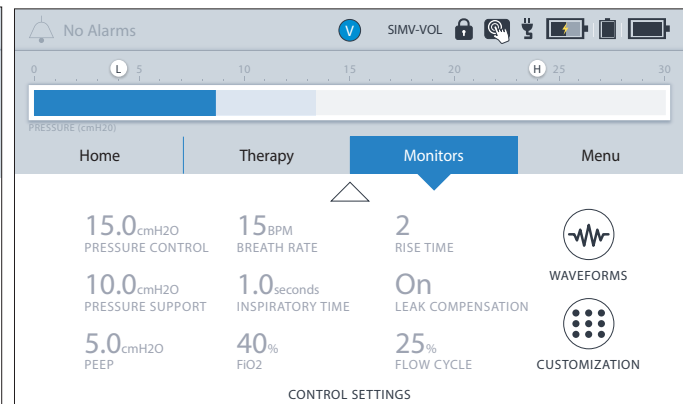 No Alarms
V
SIMV-VOL
0 L 5 10 15 20 H 25 30
PRESSURE (cmH20)
Home Therapy Monitors Menu
15.0cmH2O 15BPM 2
PRESSURE CONTROL BREATH RATE RISE TIME
WAVEFORMS
10.0cmH2O 1.0seconds On
PRESSURE SUPPORT INSPIRATORY TIME LEAK COMPENSATION
5.0cmH2O 40% 25%
PEEP FiO2 FLOW CYCLE
CUSTOMIZATION
CONTROL SETTINGS